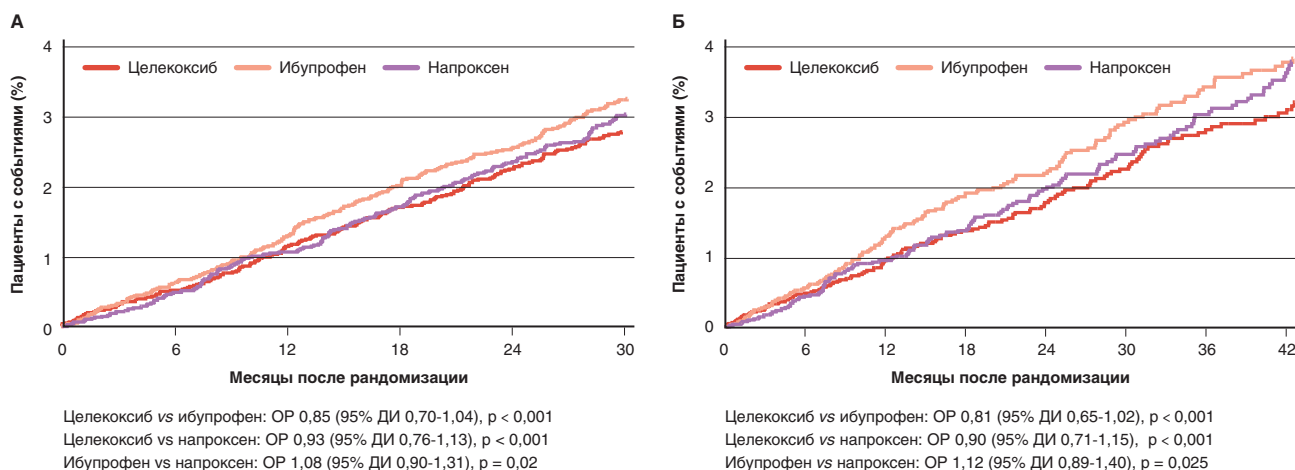 А
Пациенты с событиями (%)
4
3
2
1
0
Целекоксиб Ибупрофен Напроксен
0 6 12 18 24 30
Месяцы после рандомизации
Целекоксиб vs ибупрофен: ОР 0,85 (95% ДИ 0,70-1,04), p < 0,001
Целекоксиб vs напроксен: ОР 0,93 (95% ДИ 0,76-1,13), p < 0,001
Ибупрофен vs напроксен: ОР 1,08 (95% ДИ 0,90-1,31), p = 0,02
Б
Пациенты с событиями (%)
4
3
2
1
0
Целекоксиб Ибупрофен Напроксен
0 6 12 18 24 30 36 42
Месяцы после рандомизации
Целекоксиб vs ибупрофен: ОР 0,81 (95% ДИ 0,65-1,02), p < 0,001
Целекоксиб vs напроксен: ОР 0,90 (95% ДИ 0,71-1,15), p < 0,001
Ибупрофен vs напроксен: ОР 1,12 (95% ДИ 0,89-1,40), p = 0,025